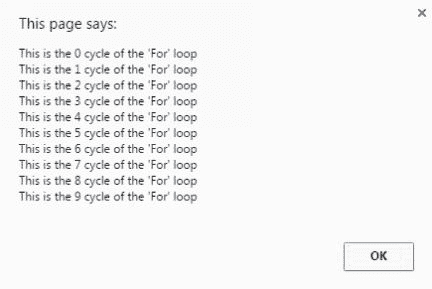 This page says:
This is the 0 cycle of the 'For' loop
This is the 1 cycle of the 'For' loop
This is the 2 cycle of the 'For' loop
This is the 3 cycle of the 'For' loop
This is the 4 cycle of the 'For' loop
This is the 5 cycle of the 'For' loop
This is the 6 cycle of the 'For' loop
This is the 7 cycle of the 'For' loop
This is the 8 cycle of the 'For' loop
This is the 9 cycle of the 'For' loop
OK